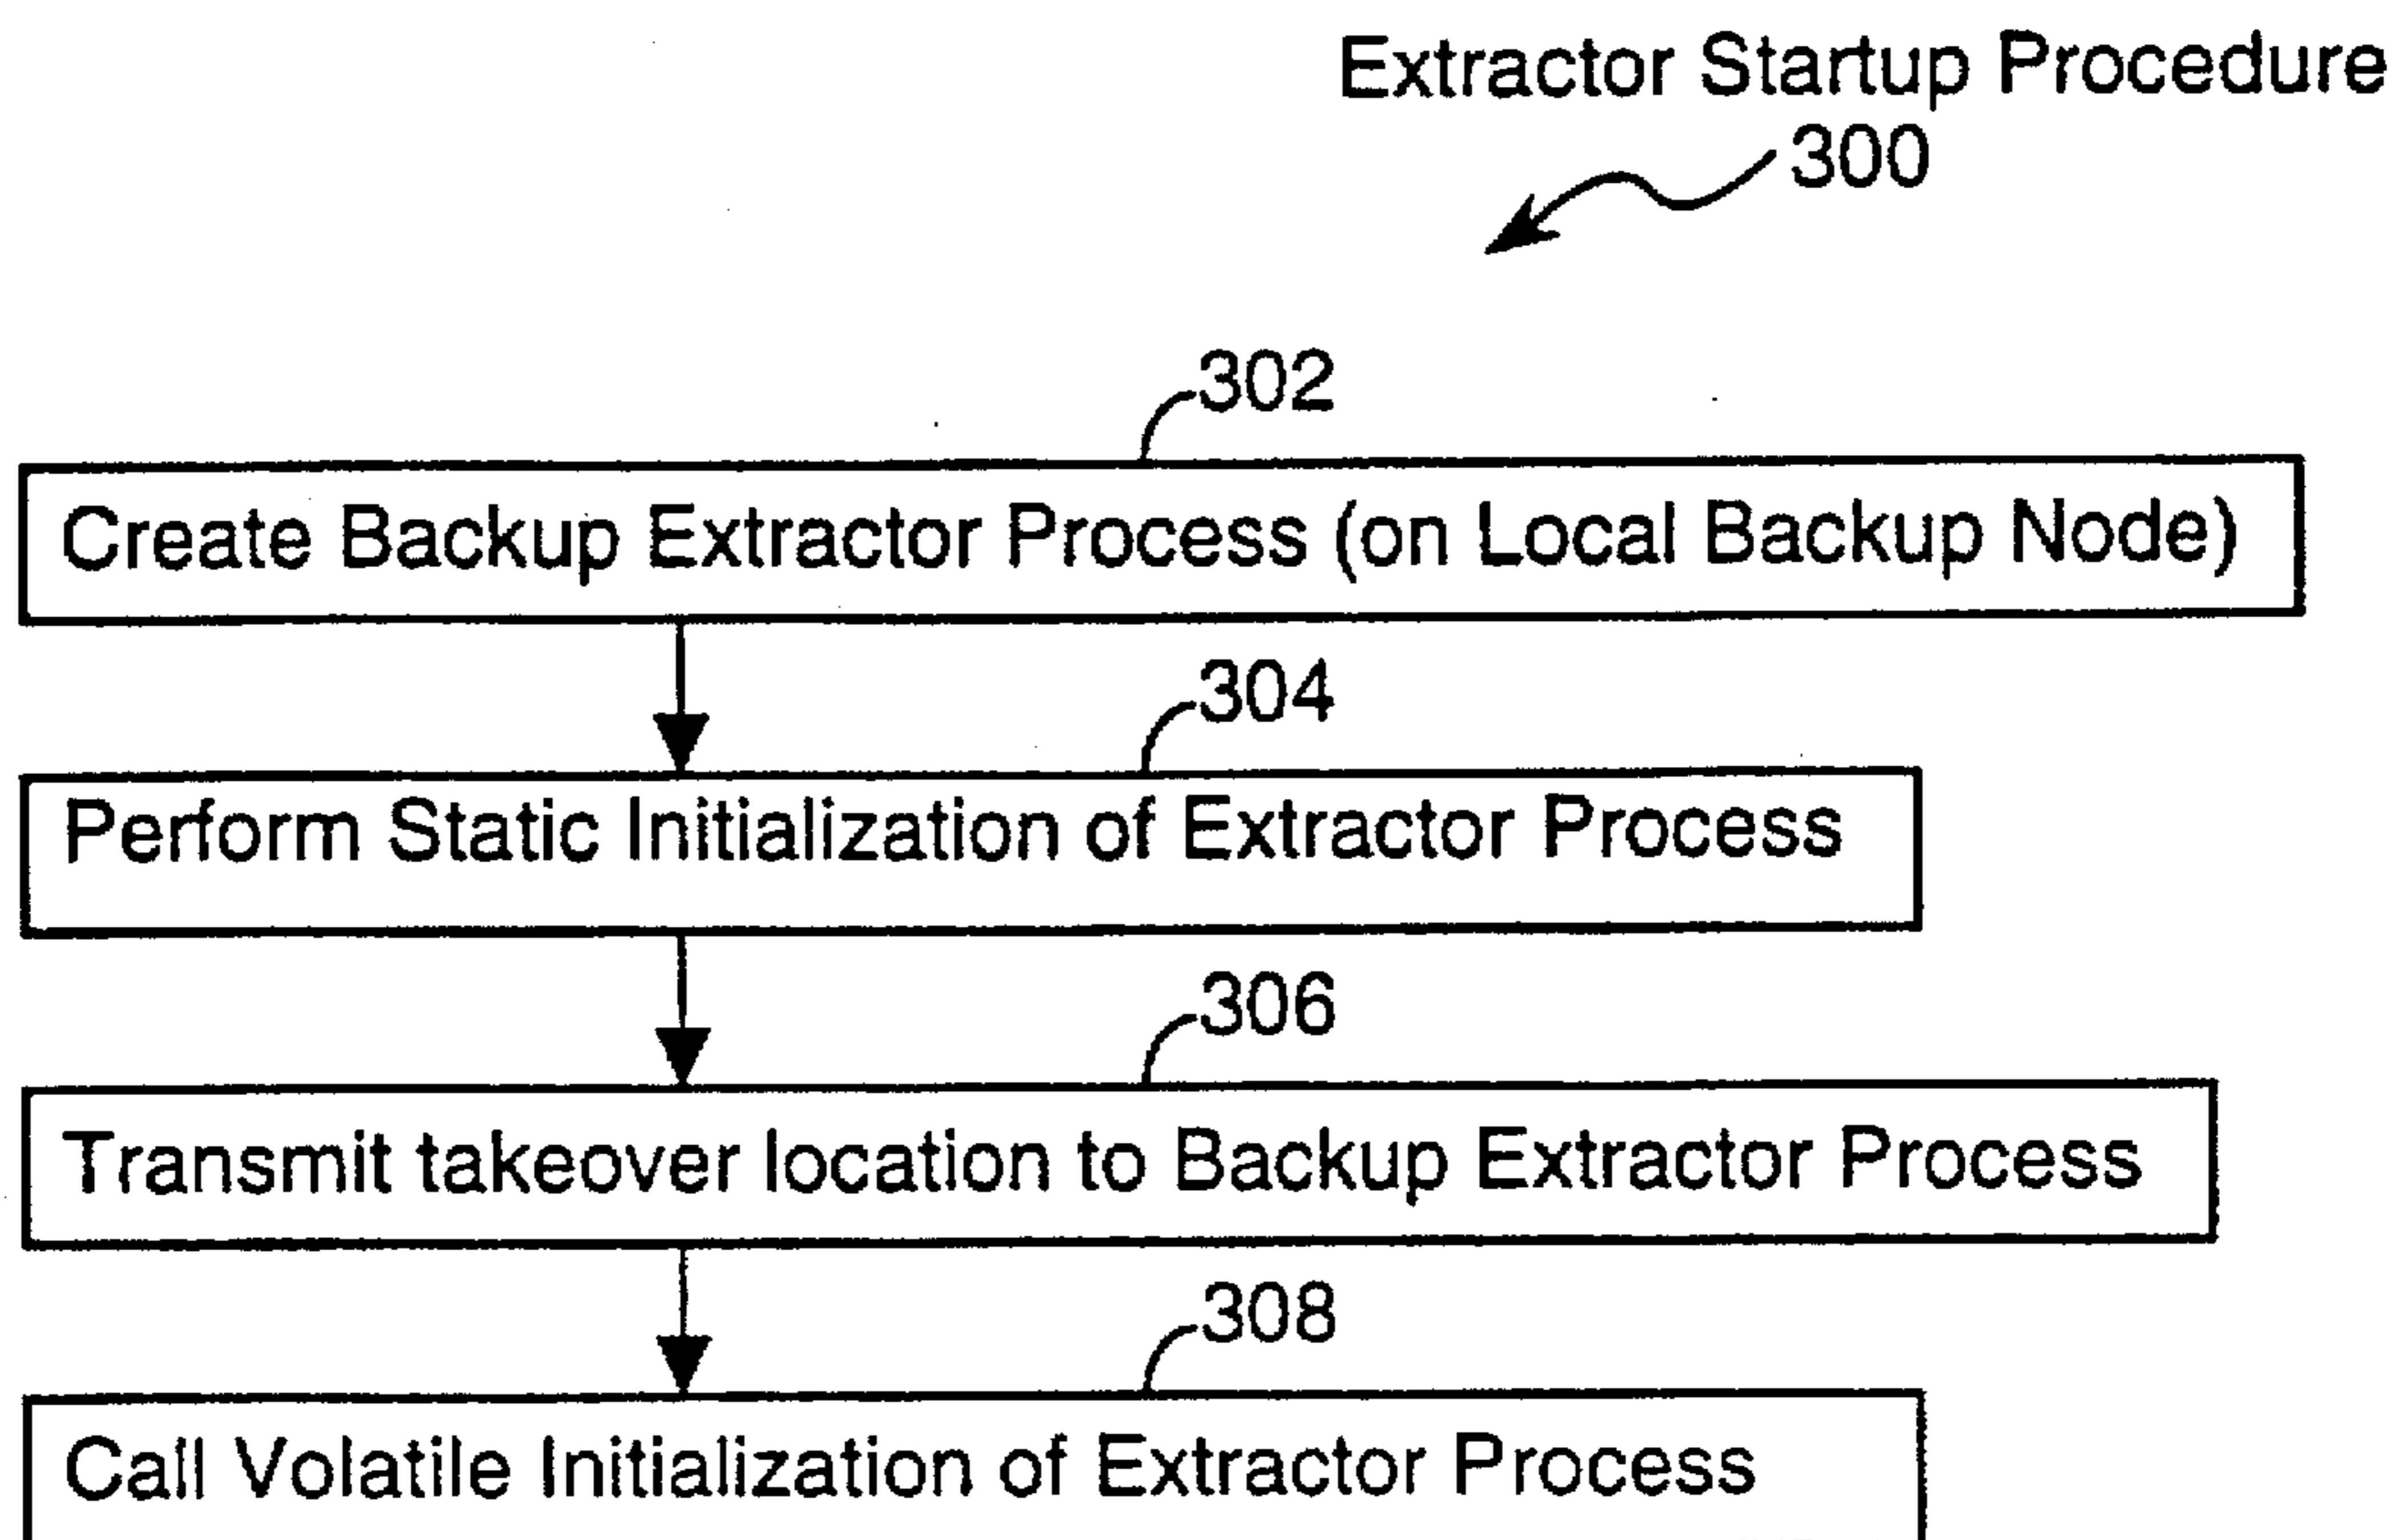 Extractor Startup Procedure
300
302
Create Backup Extractor Process (on Local Backup Node)
304
Perform Static Initialization of Extractor Process
306
Transmit takeover location to Backup Extractor Process
308
Call Volatile Initialization of Extractor Process